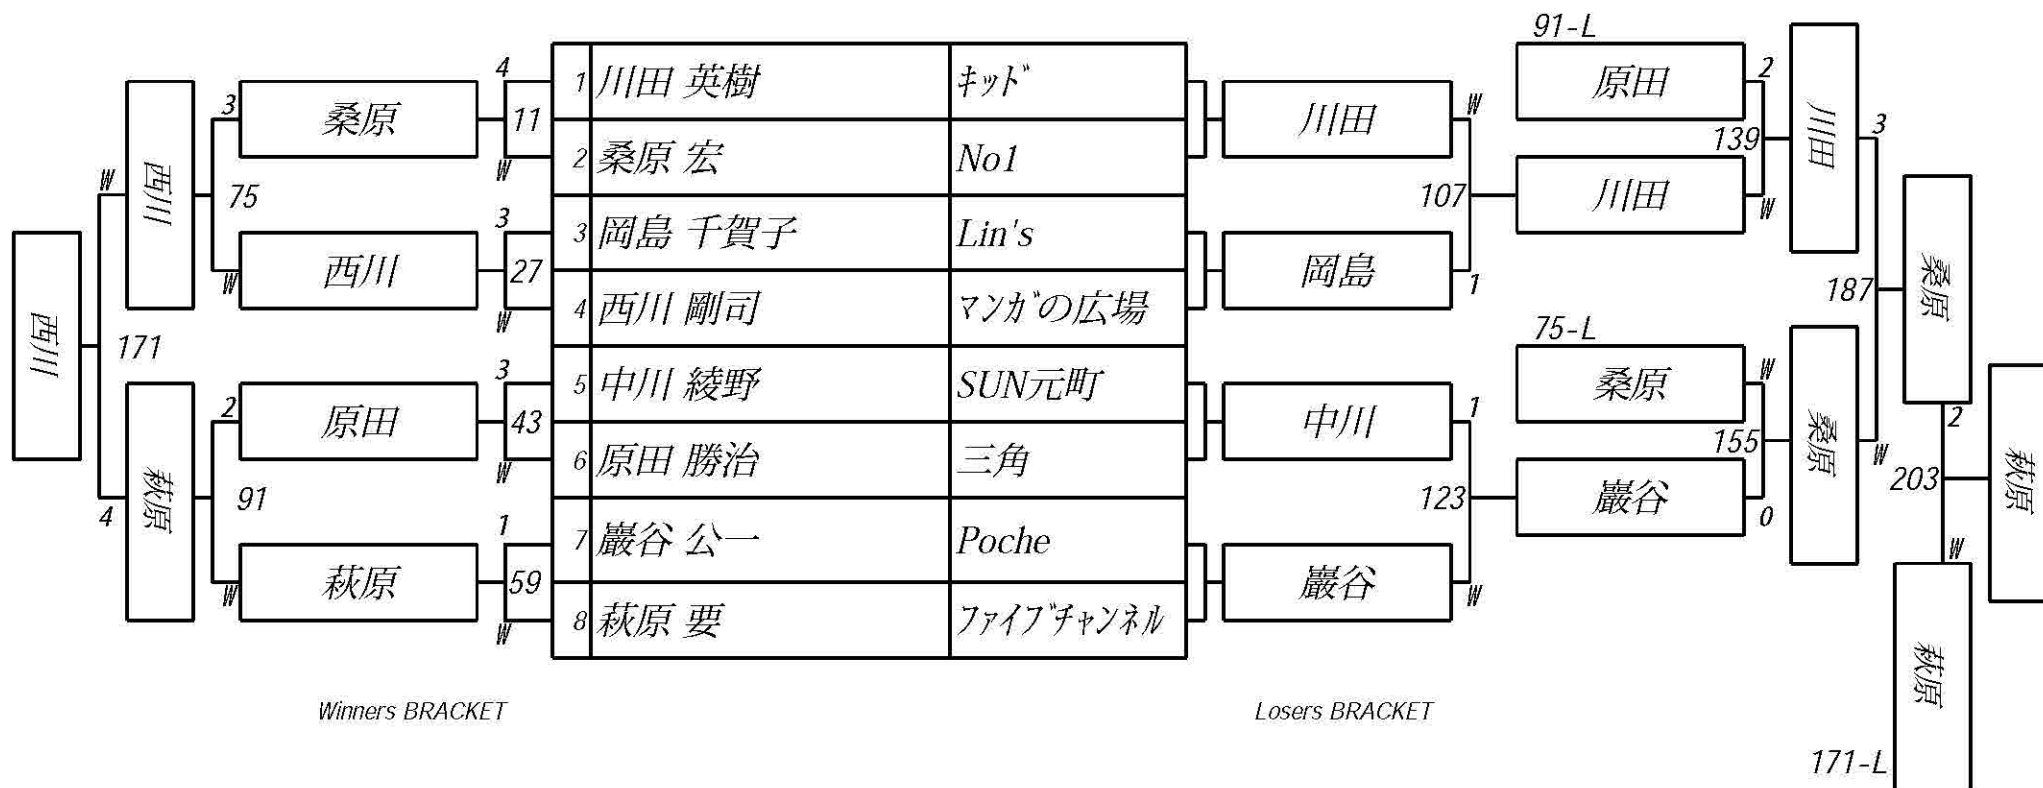 91-L
4 1 川田 英樹 キッド 原田 2
3 桑原 11 川田 W 川田 3
2 桑原 宏 No1 139
W 西川 W 川田 W
75 3 3 岡島 千賀子 Lin's 107 桑原
西川 27 岡島 187
W W 4 西川 剛司 マンガの広場 1
西川 171 75-L
3 5 中川 綾野 SUN元町 1 桑原 W 2
2 原田 43 中川 155 桑原 萩原
W 6 原田 勝治 三角 W
4 萩原 91 123 巖谷 0 203
1 7 巖谷 公一 Poche W
萩原 59 巖谷
W W 8 萩原 要 ファイブチャンネル W 萩原
Winners BRACKET Losers BRACKET
171-L